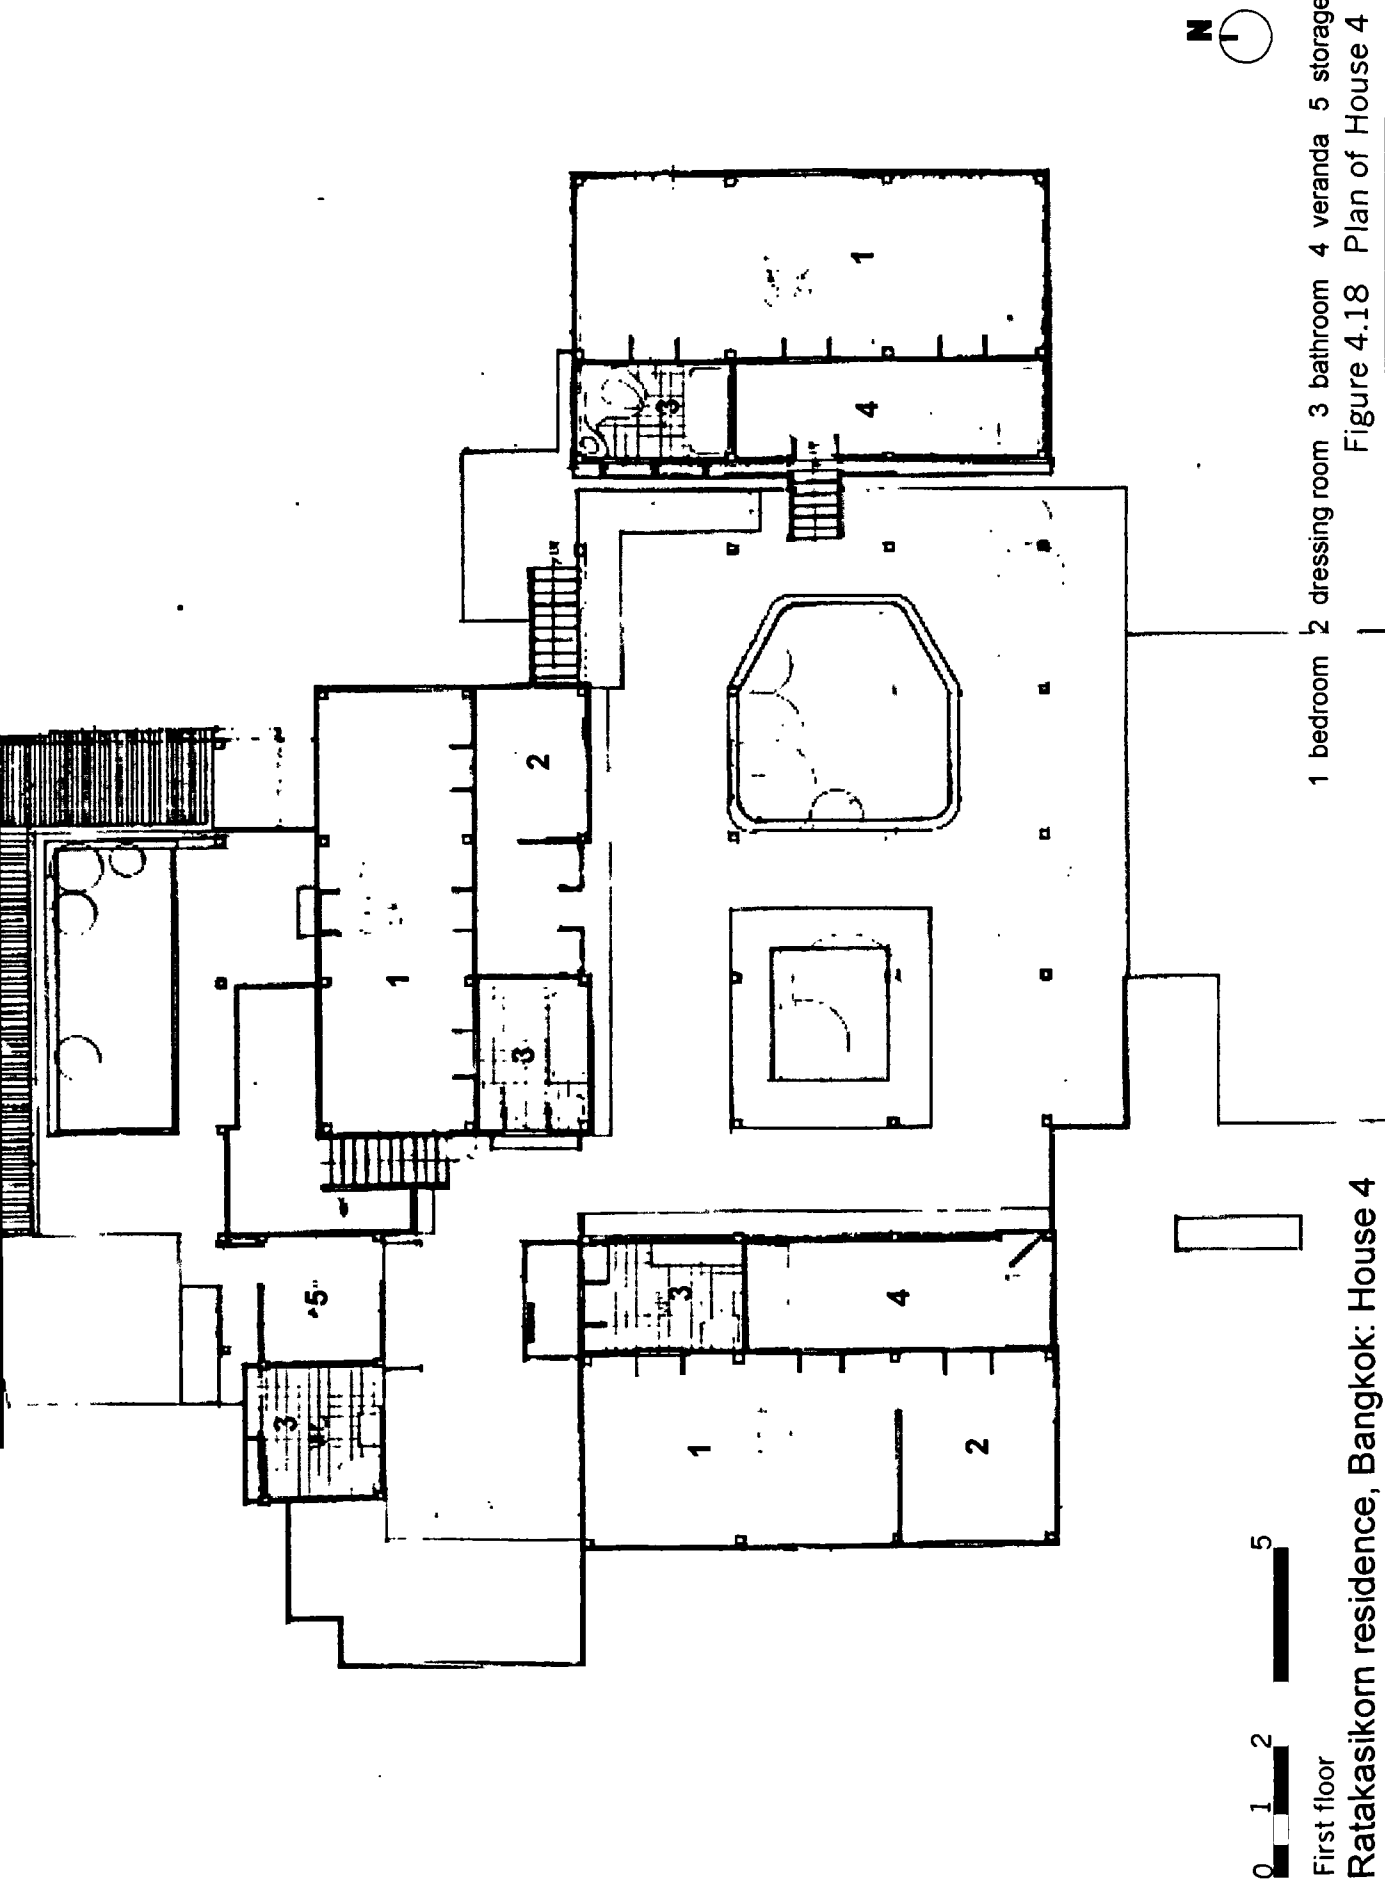 1
3
4
2
1
3
5
3
3
4
1
2
N
0 1 2 5
First floor
1 bedroom 2 dressing room 3 bathroom 4 veranda 5 storage
Ratakasikorn residence, Bangkok: House 4
Figure 4.18 Plan of House 4